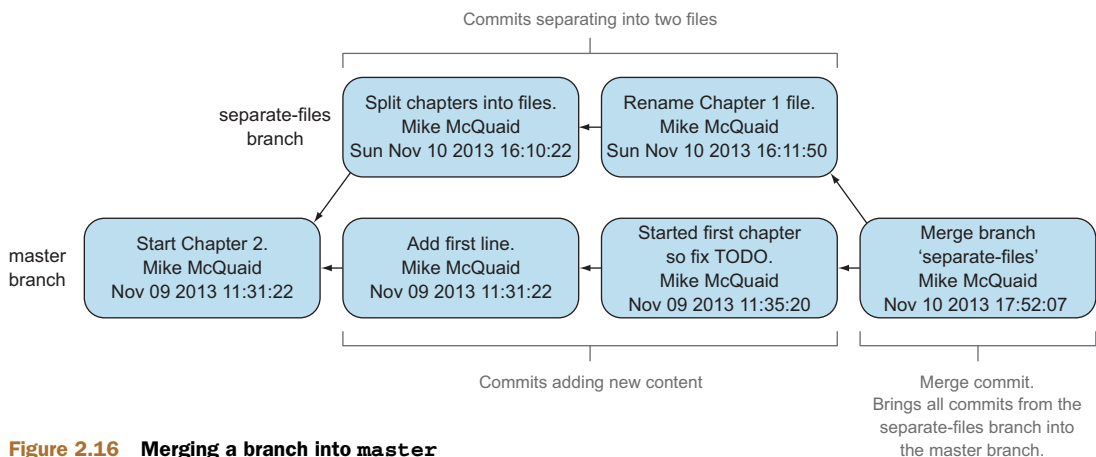 Commits separating into two files
separate-files
branch
Split chapters into files.
Mike McQuaid
Sun Nov 10 2013 16:10:22
Rename Chapter 1 file.
Mike McQuaid
Sun Nov 10 2013 16:11:50
master
branch
Start Chapter 2.
Mike McQuaid
Nov 09 2013 11:31:22
Add first line.
Mike McQuaid
Nov 09 2013 11:31:22
Started first chapter
so fix TODO.
Mike McQuaid
Nov 09 2013 11:35:20
Merge branch
‘separate-files’
Mike McQuaid
Nov 10 2013 17:52:07
Commits adding new content
Merge commit.
Brings all commits from the
separate-files branch into
the master branch.
Figure 2.16 Merging a branch into master